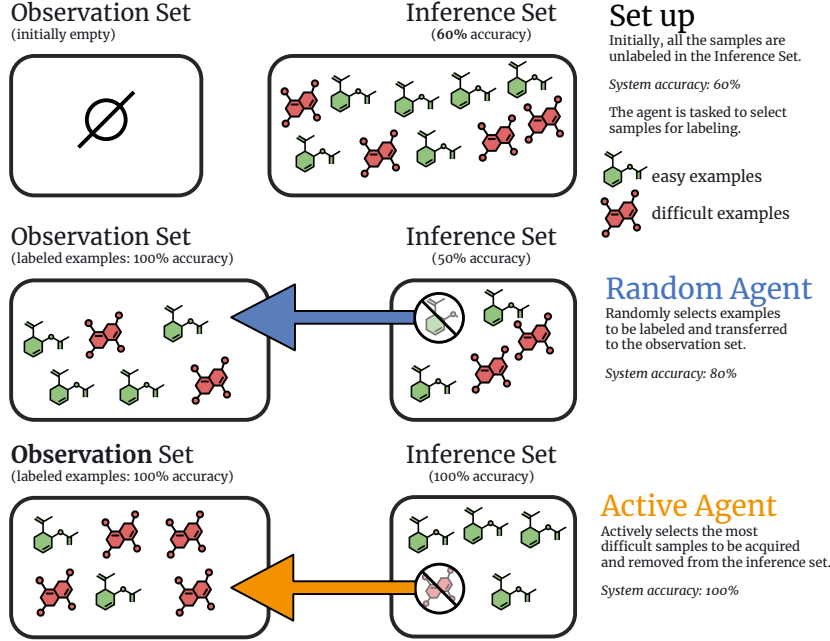 Observation Set
(initially empty)
Inference Set
(60% accuracy)
Set up
Initially, all the samples are
unlabeled in the Inference Set.
System accuracy: 60%
The agent is tasked to select
samples for labeling.
easy examples
difficult examples
Observation Set
(labeled examples: 100% accuracy)
Inference Set
(50% accuracy)
Random Agent
Randomly selects examples
to be labeled and transferred
to the observation set.
System accuracy: 80%
Observation Set
(labeled examples: 100% accuracy)
Inference Set
(100% accuracy)
Active Agent
Actively selects the most
difficult samples to be acquired
and removed from the inference set.
System accuracy: 100%